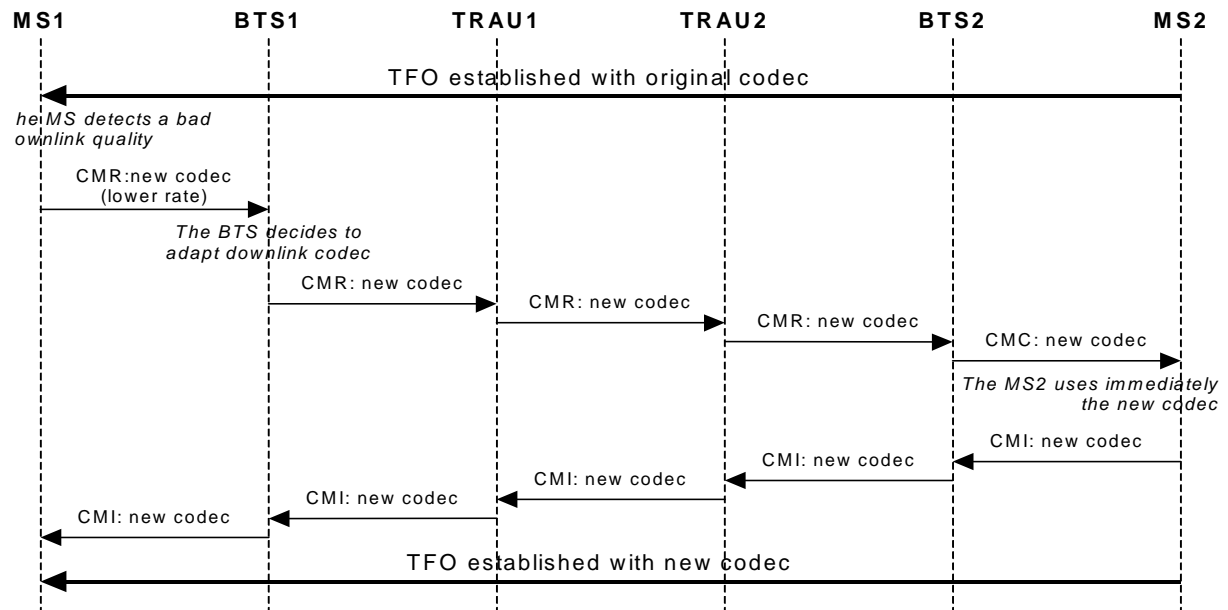 MS1 BTS1 TRAU1 TRAU2 BTS2 MS2
TFO established with original codec
he MS detects a bad
ownlink quality
CMR:new codec
(lower rate)
The BTS decides to
adapt downlink codec
CMR: new codec
CMR: new codec
CMR: new codec
CMC: new codec
The MS2 uses immediately
the new codec
CMI: new codec
CMI: new codec
CMI: new codec
CMI: new codec
CMI: new codec
TFO established with new codec